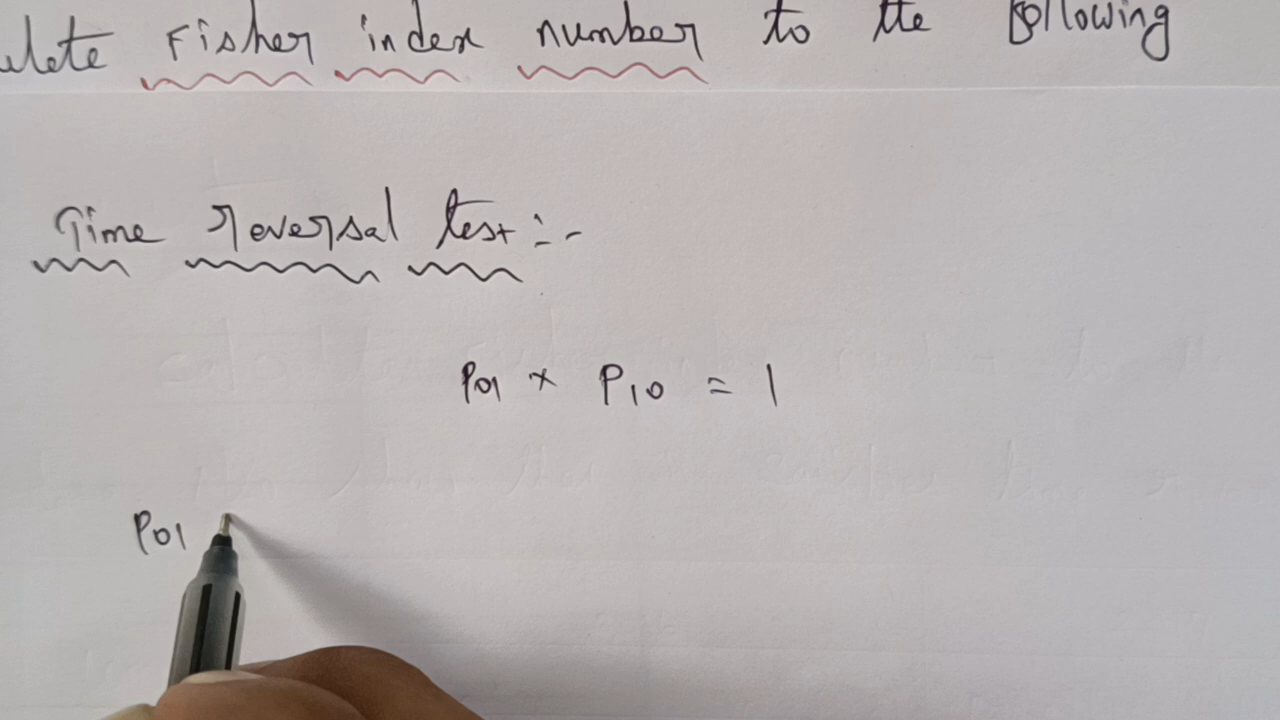 Fisher index number to the following
Time reversal test :-
P01 × P10 = 1
P01